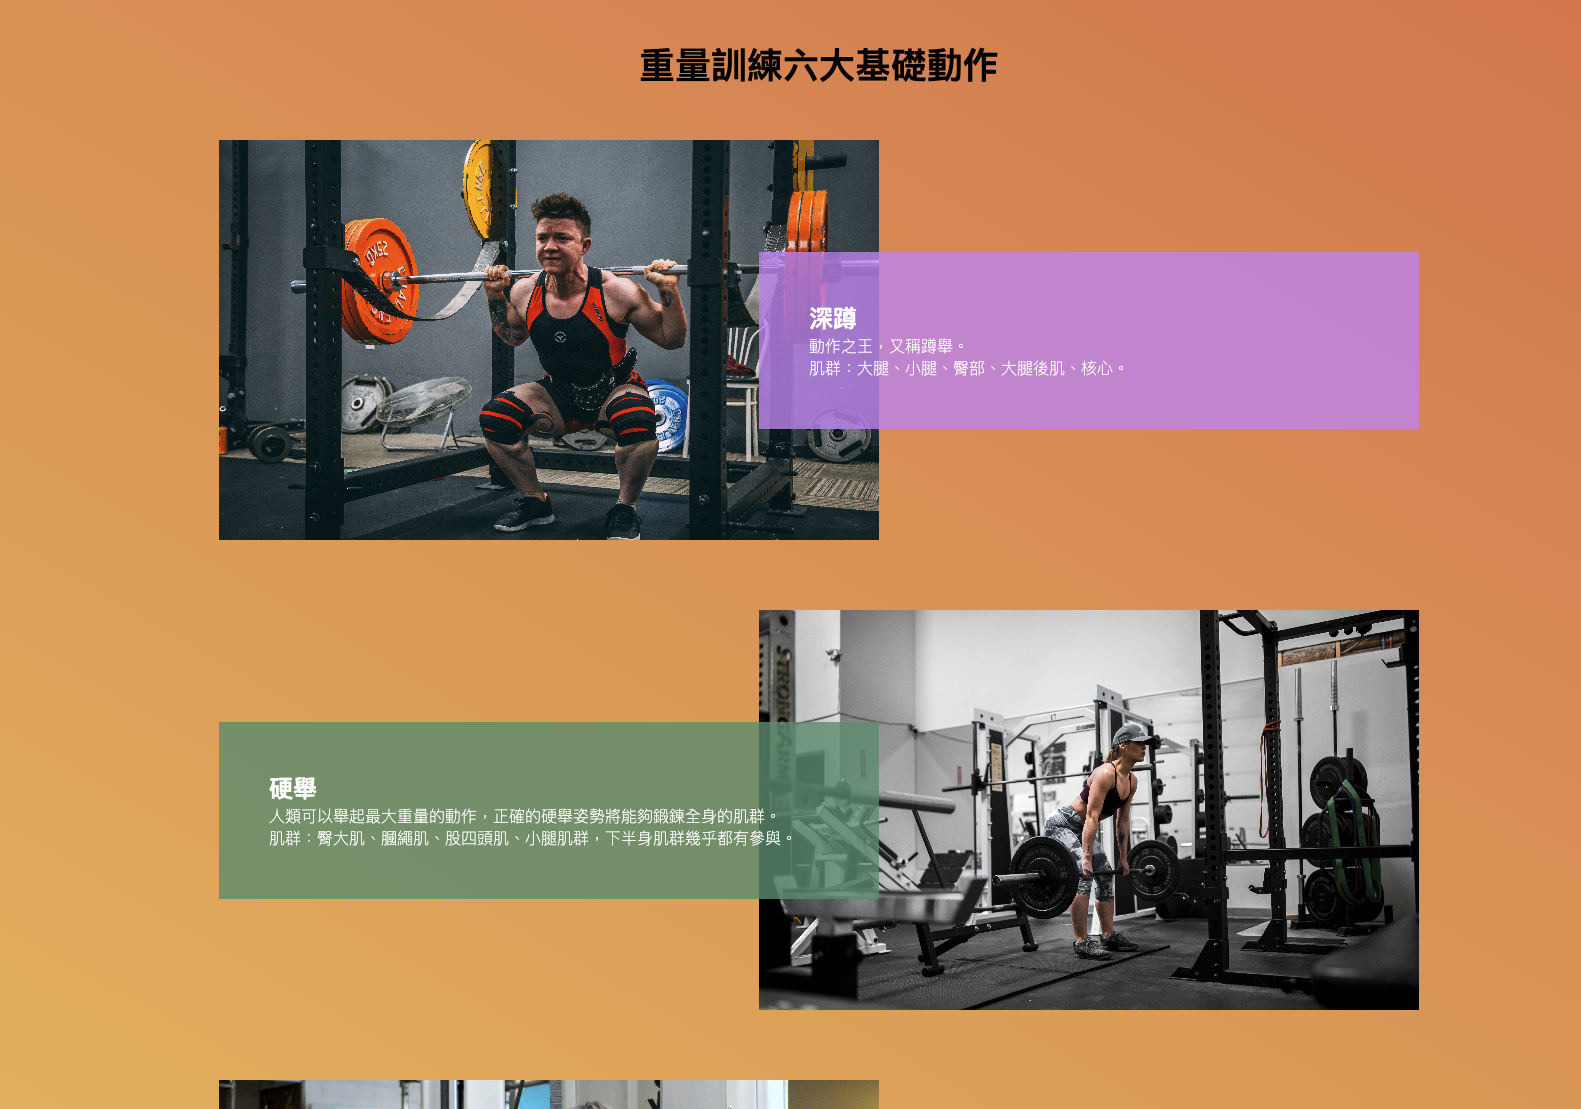 重量訓練六大基礎動作
25KG
深蹲
動作之王，又稱蹲舉。
肌群：大腿、小腿、臀部、大腿後肌、核心。
硬舉
人類可以舉起最大重量的動作，正確的硬舉姿勢將能夠鍛鍊全身的肌群。
肌群：臀大肌、膕繩肌、股四頭肌、小腿肌群，下半身肌群幾乎都有參與。